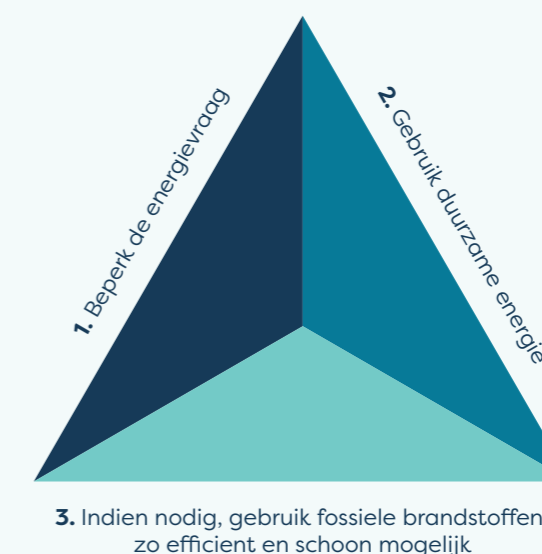 1. Beperk de energievraag
2. Gebruik duurzame energie
3. Indien nodig, gebruik fossiele brandstoffen
zo efficient en schoon mogelijk